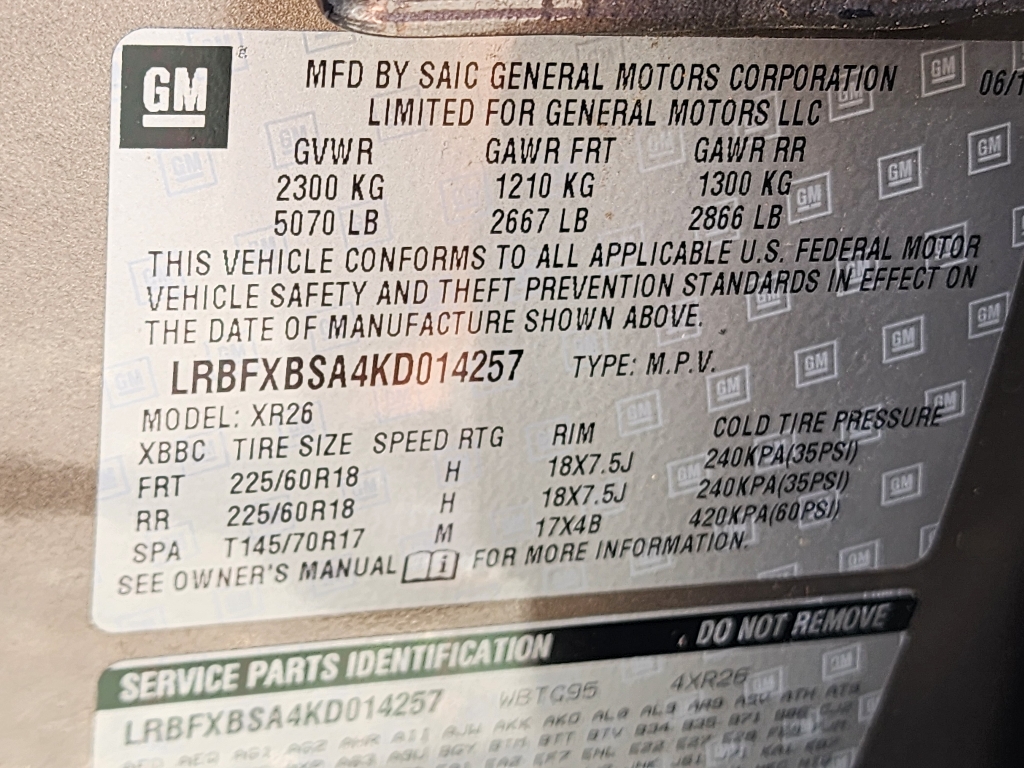 GM
MFD BY SAIC GENERAL MOTORS CORPORATION 06/1
LIMITED FOR GENERAL MOTORS LLC
GVWR GAWR FRT GAWR RR
2300 KG 1210 KG 1300 KG
5070 LB 2667 LB 2866 LB
THIS VEHICLE CONFORMS TO ALL APPLICABLE U.S. FEDERAL MOTOR
VEHICLE SAFETY AND THEFT PREVENTION STANDARDS IN EFFECT ON
THE DATE OF MANUFACTURE SHOWN ABOVE.
LRBFXBSA4KD014257 TYPE: M.P.V.
MODEL: XR26
XBBC TIRE SIZE SPEED RTG RIM COLD TIRE PRESSURE
FRT 225/60R18 H 18X7.5J 240KPA(35PSI)
RR 225/60R18 H 18X7.5J 240KPA(35PSI)
SPA T145/70R17 M 17X4B 420KPA(60PSI)
SEE OWNER'S MANUAL i FOR MORE INFORMATION.
SERVICE PARTS IDENTIFICATION DO NOT REMOVE
LRBFXBSA4KD014257 WBTG95 4XR26